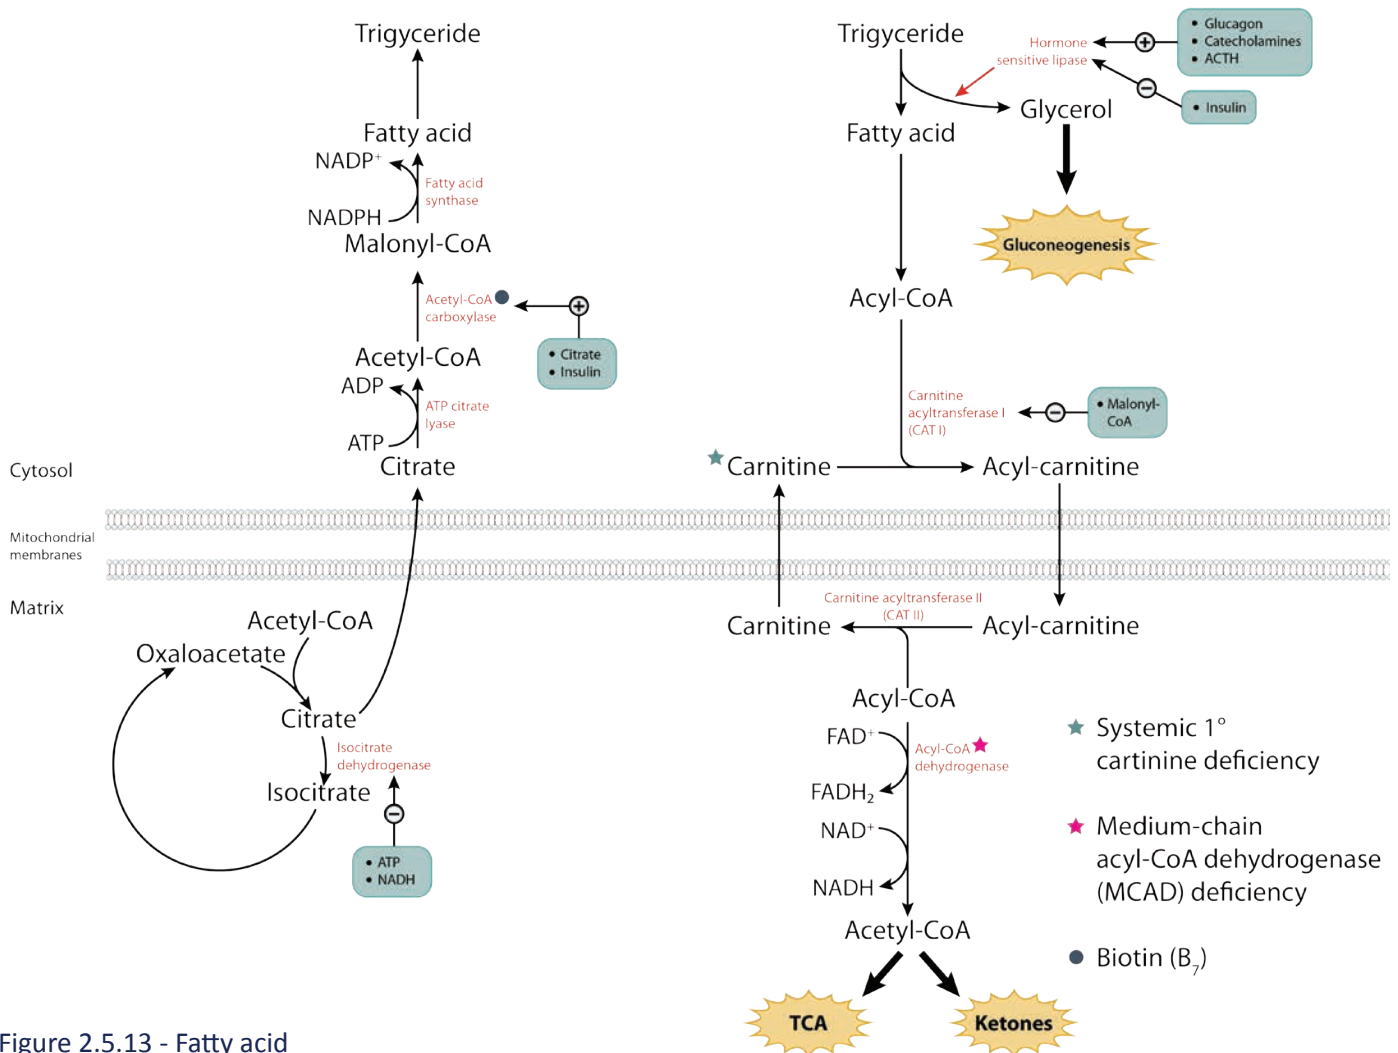 Trigyceride
Fatty acid
NADP+
Fatty acid
synthase
NADPH
Malonyl-CoA
Acetyl-CoA
carboxylase
+
• Citrate
• Insulin
Acetyl-CoA
ADP
ATP citrate
lyase
ATP
Citrate
Trigyceride
Hormone
sensitive lipase
+
• Glucagon
• Catecholamines
• ACTH
−
• Insulin
Glycerol
Fatty acid
Gluconeogenesis
Acyl-CoA
Carnitine
acyltransferase I
(CAT I)
−
• Malonyl-
CoA
Carnitine
Acyl-carnitine
Cytosol
Mitochondrial
membranes
Matrix
Acetyl-CoA
Oxaloacetate
Citrate
Isocitrate
dehydrogenase
Isocitrate
−
• ATP
• NADH
Carnitine acyltransferase II
(CAT II)
Carnitine
Acyl-carnitine
Acyl-CoA
FAD+
Acyl-CoA
dehydrogenase
FADH2
NAD+
NADH
Acetyl-CoA
TCA
Ketones
Systemic 1°
cartinine deficiency
Medium-chain
acyl-CoA dehydrogenase
(MCAD) deficiency
Biotin (B7)
Figure 2.5.13 - Fatty acid